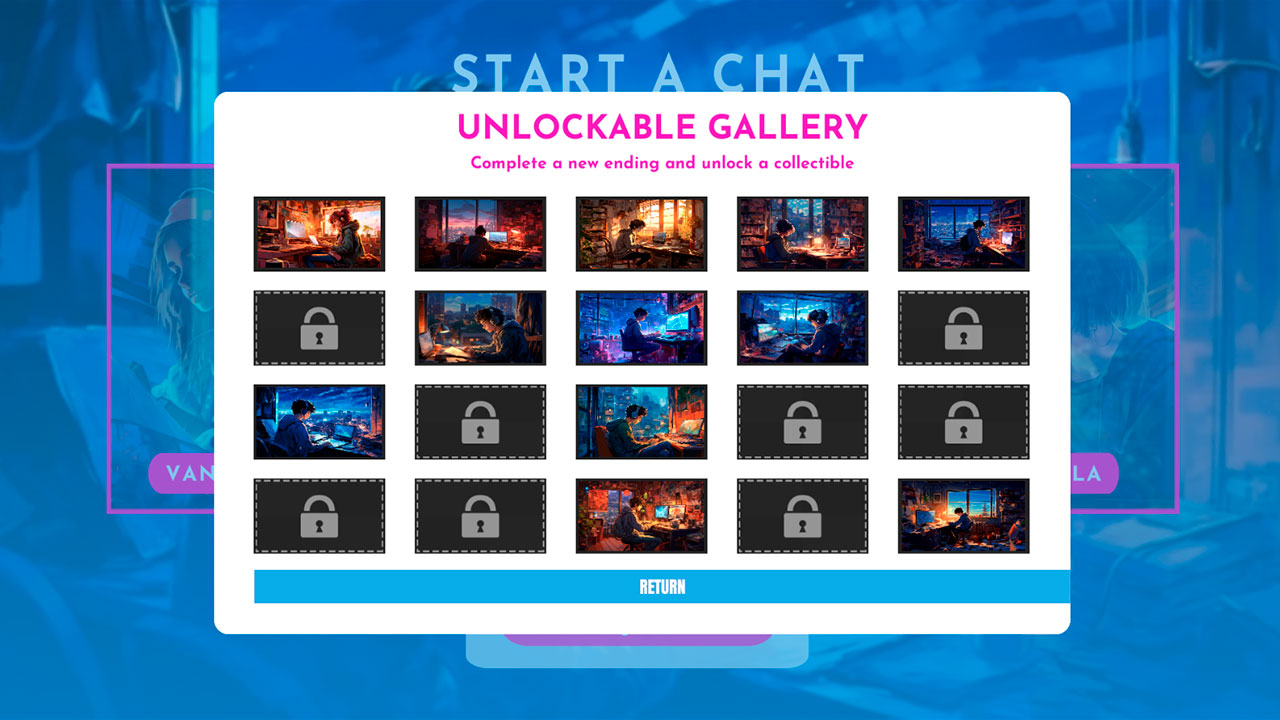 START A CHAT
UNLOCKABLE GALLERY
Complete a new ending and unlock a collectible
VAN
LA
RETURN